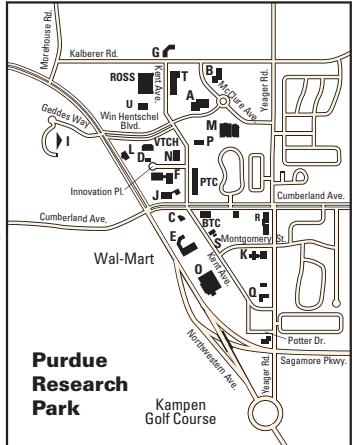 Morehouse Rd.
Kalberer Rd.
G
Kent Ave.
ROSS
T
B
McClure Ave.
Yeager Rd.
A
U
Geddes Way
Win Hentschel
Blvd.
M
I
VTCH
P
L
D
N
F
PTC
Innovation Pl.
J
Cumberland Ave.
Cumberland Ave.
C
BTC
R
S
Montgomery St.
E
Kent Ave.
K
Wal-Mart
O
Q
Northwestern Ave.
Potter Dr.
Sagamore Pkwy.
Yeager Rd.
Purdue
Research
Park
Kampen
Golf Course